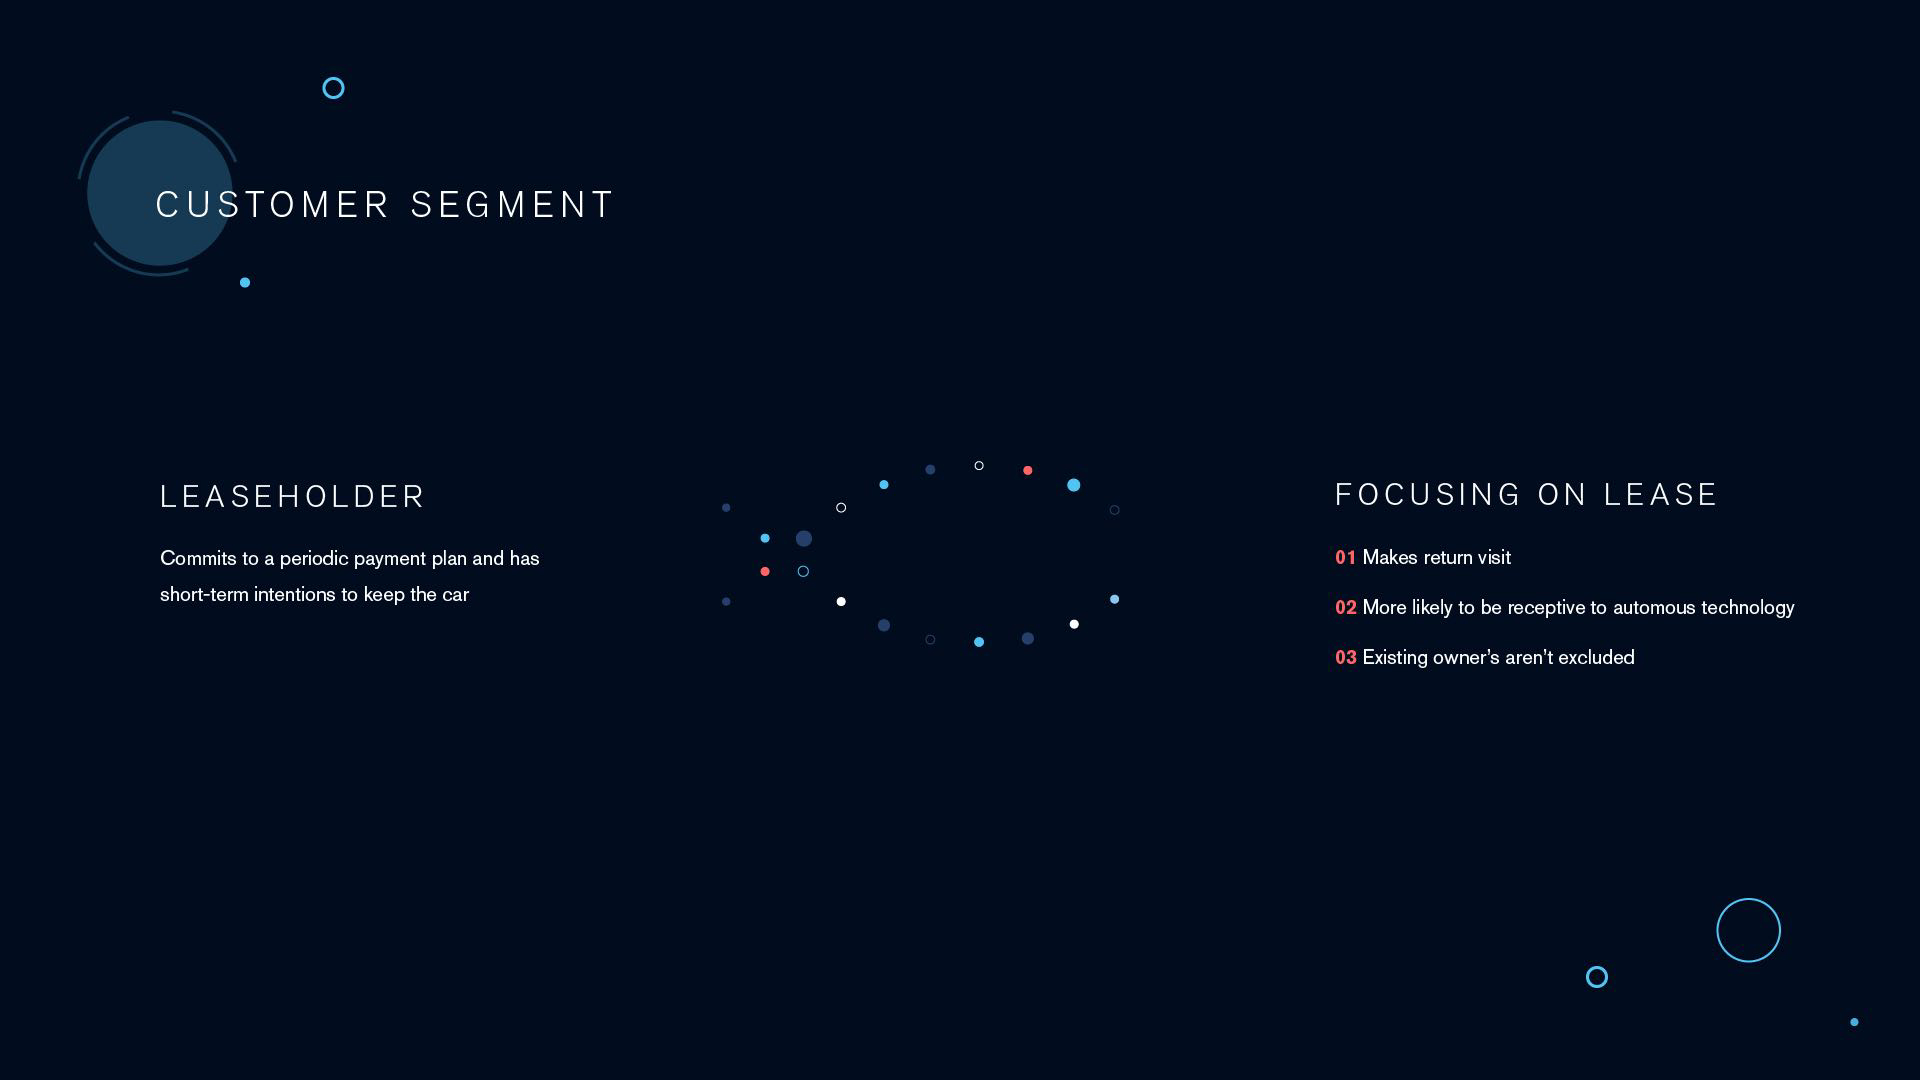 CUSTOMER SEGMENT
LEASEHOLDER
Commits to a periodic payment plan and has
short-term intentions to keep the car
FOCUSING ON LEASE
01 Makes return visit
02 More likely to be receptive to automous technology
03 Existing owner’s aren’t excluded